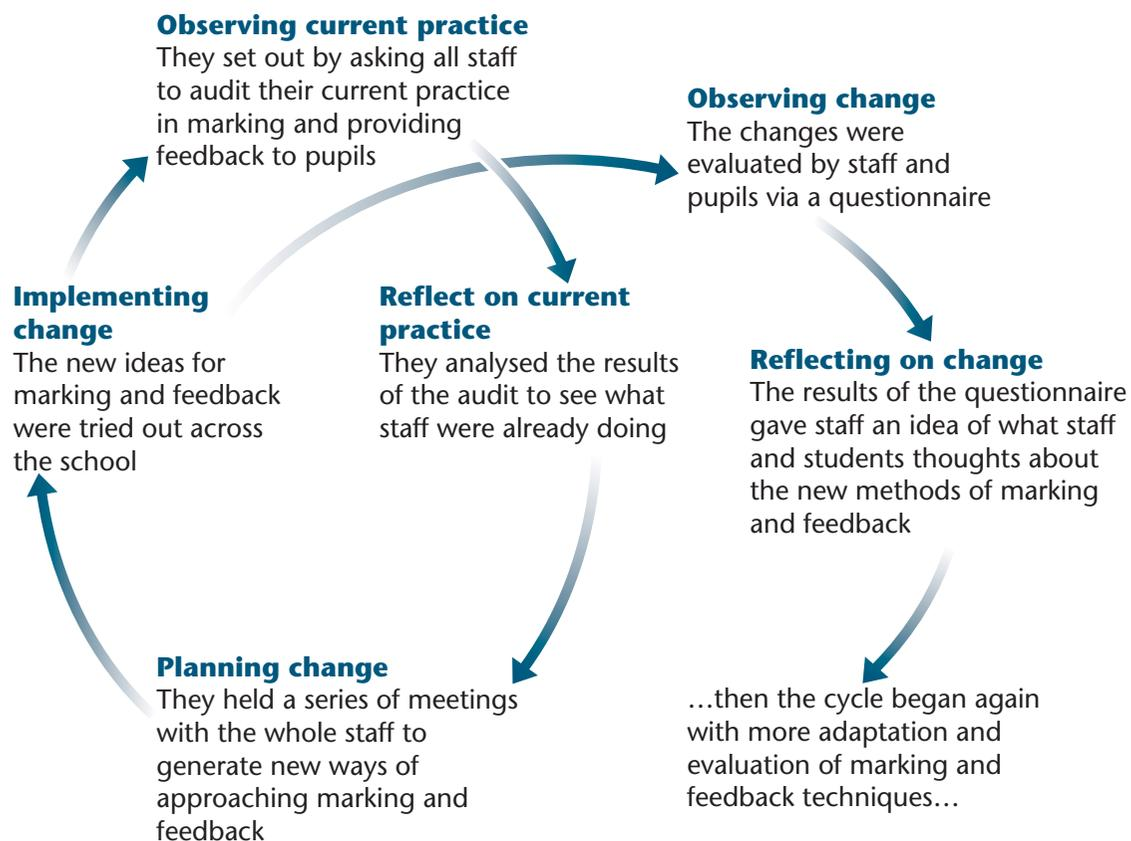 Observing current practice
They set out by asking all staff
to audit their current practice
in marking and providing
feedback to pupils
Observing change
The changes were
evaluated by staff and
pupils via a questionnaire
Implementing
change
The new ideas for
marking and feedback
were tried out across
the school
Reflect on current
practice
They analysed the results
of the audit to see what
staff were already doing
Reflecting on change
The results of the questionnaire
gave staff an idea of what staff
and students thoughts about
the new methods of marking
and feedback
Planning change
They held a series of meetings
with the whole staff to
generate new ways of
approaching marking and
feedback
…then the cycle began again
with more adaptation and
evaluation of marking and
feedback techniques…